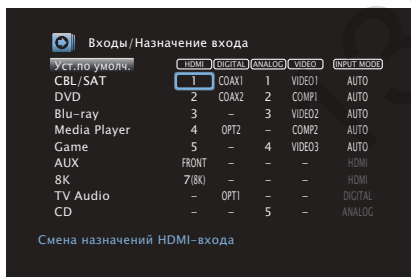 Входы/Назначение входа
Уст.по умолч. HDMI DIGITAL ANALOG VIDEO INPUT MODE
CBL/SAT 1 COAX1 1 VIDEO1 AUTO
DVD 2 COAX2 2 COMP1 AUTO
Blu-ray 3 – 3 VIDEO2 AUTO
Media Player 4 OPT2 – COMP2 AUTO
Game 5 – 4 VIDEO3 AUTO
AUX FRONT – – – HDMI
8K 7(8K) – – – HDMI
TV Audio – OPT1 – – DIGITAL
CD – – 5 – ANALOG
Смена назначений HDMI-входа